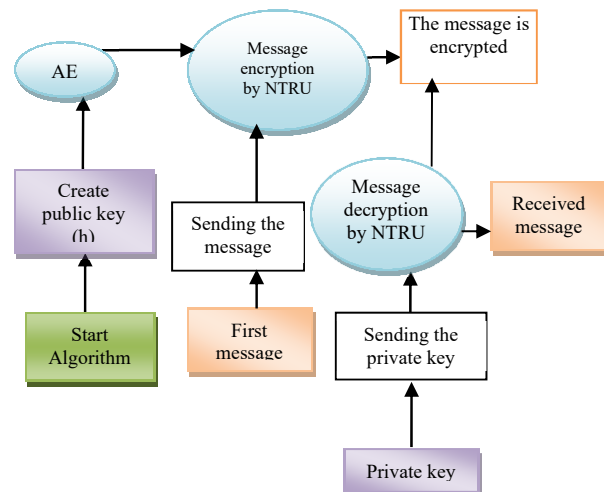 AE
Message
encryption
by NTRU
The message is
encrypted
Create
public key
(h)
Sending the
message
Message
decryption
by NTRU
Received
message
Start
Algorithm
First
message
Sending the
private key
Private key